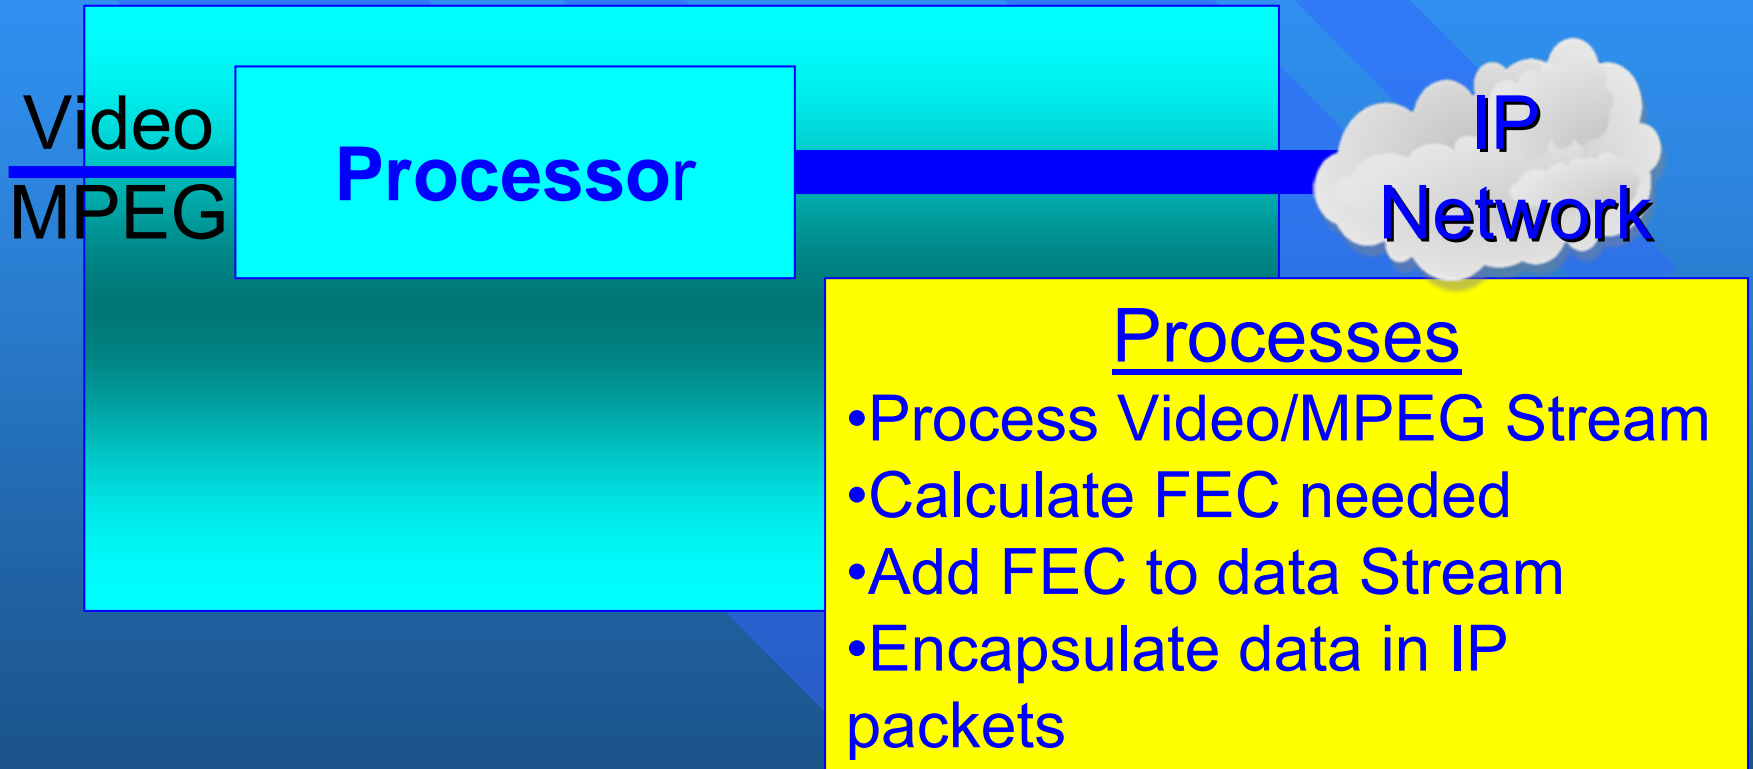 Video
MPEG
Processor
IP
Network
Processes
•Process Video/MPEG Stream
•Calculate FEC needed
•Add FEC to data Stream
•Encapsulate data in IP
packets